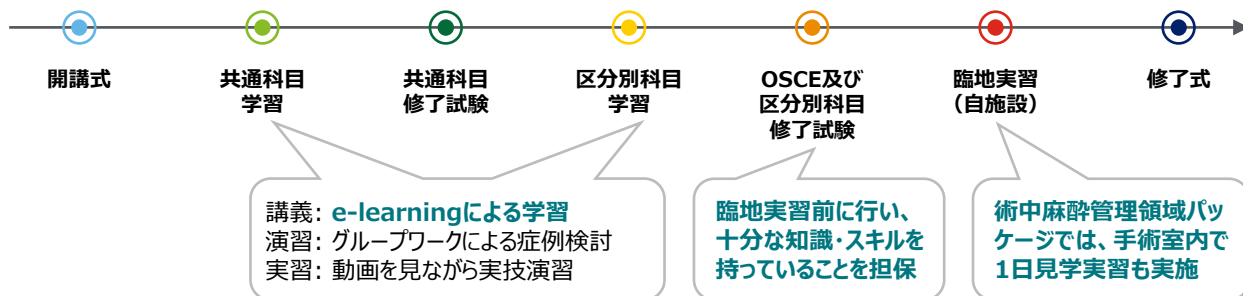 開講式
共通科目
学習
共通科目
修了試験
区分別科目
学習
OSCE及び
区分別科目
修了試験
臨地実習
（自施設）
修了式
講義: e-learningによる学習
演習: グループワークによる症例検討
実習: 動画を見ながら実技演習
臨地実習前に行い、
十分な知識・スキルを
持っていることを担保
術中麻酔管理領域パッ
ケージでは、手術室内で
1日見学実習も実施